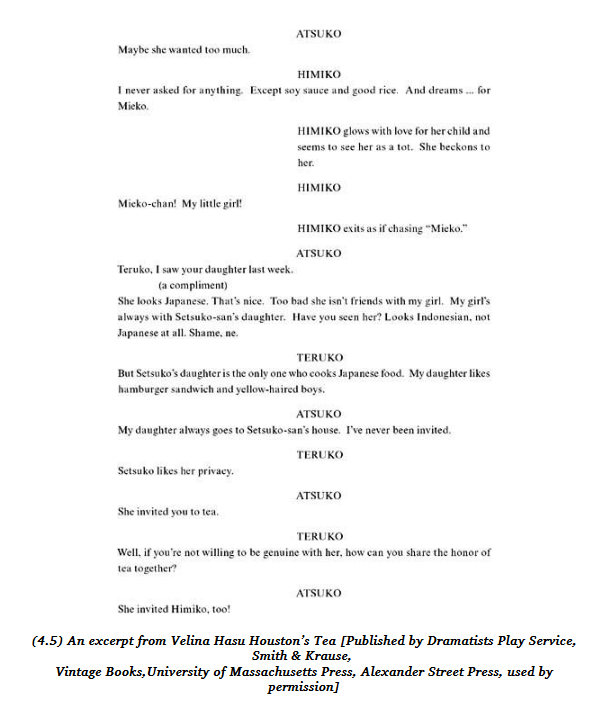 ATSUKO
Maybe she wanted too much.
HIMIKO
I never asked for anything. Except soy sauce and good rice. And dreams ... for
Mieko.
HIMIKO glows with love for her child and
seems to see her as a tot. She beckons to
her.
HIMIKO
Mieko-chan! My little girl!
HIMIKO exits as if chasing “Mieko.”
ATSUKO
Teruko, I saw your daughter last week.
(a compliment)
She looks Japanese. That’s nice. Too bad she isn’t friends with my girl. My girl’s
always with Setsuko-san’s daughter. Have you seen her? Looks Indonesian, not
Japanese at all. Shame, ne.
TERUKO
But Setsuko’s daughter is the only one who cooks Japanese food. My daughter likes
hamburger sandwich and yellow-haired boys.
ATSUKO
My daughter always goes to Setsuko-san’s house. I’ve never been invited.
TERUKO
Setsuko likes her privacy.
ATSUKO
She invited you to tea.
TERUKO
Well, if you’re not willing to be genuine with her, how can you share the honor of
tea together?
ATSUKO
She invited Himiko, too!
(4.5) An excerpt from Velina Hasu Houston’s Tea [Published by Dramatists Play Service,
Smith & Krause,
Vintage Books,University of Massachusetts Press, Alexander Street Press, used by
permission]